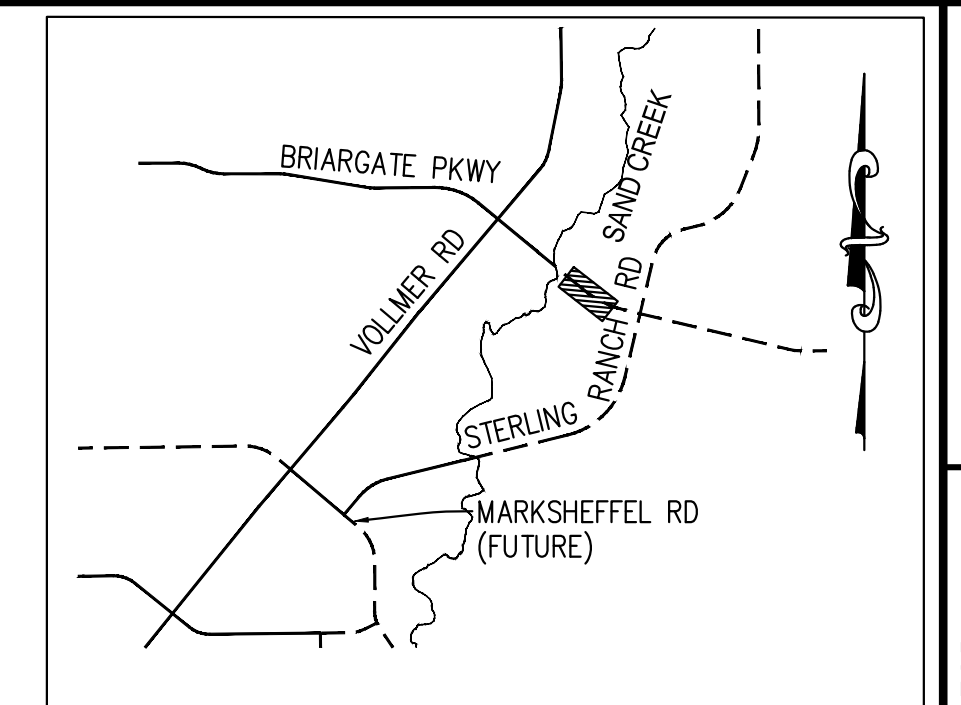 BRIARGATE PKWY
SAND CREEK
VOLLMER RD
STERLING RANCH RD
MARKSHEFFEL RD
(FUTURE)